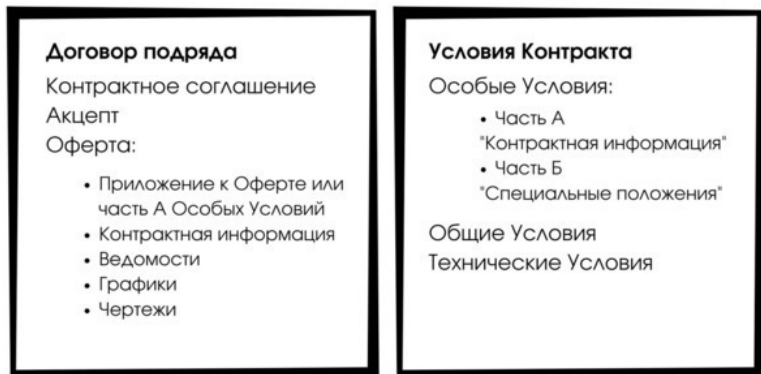 Договор подряда
Контрактное соглашение
Акцепт
Оферта:
• Приложение к Оферте или
часть А Особых Условий
• Контрактная информация
• Ведомости
• Графики
• Чертежи
Условия Контракта
Особые Условия:
• Часть А
"Контрактная информация"
• Часть Б
"Специальные положения"
Общие Условия
Технические Условия